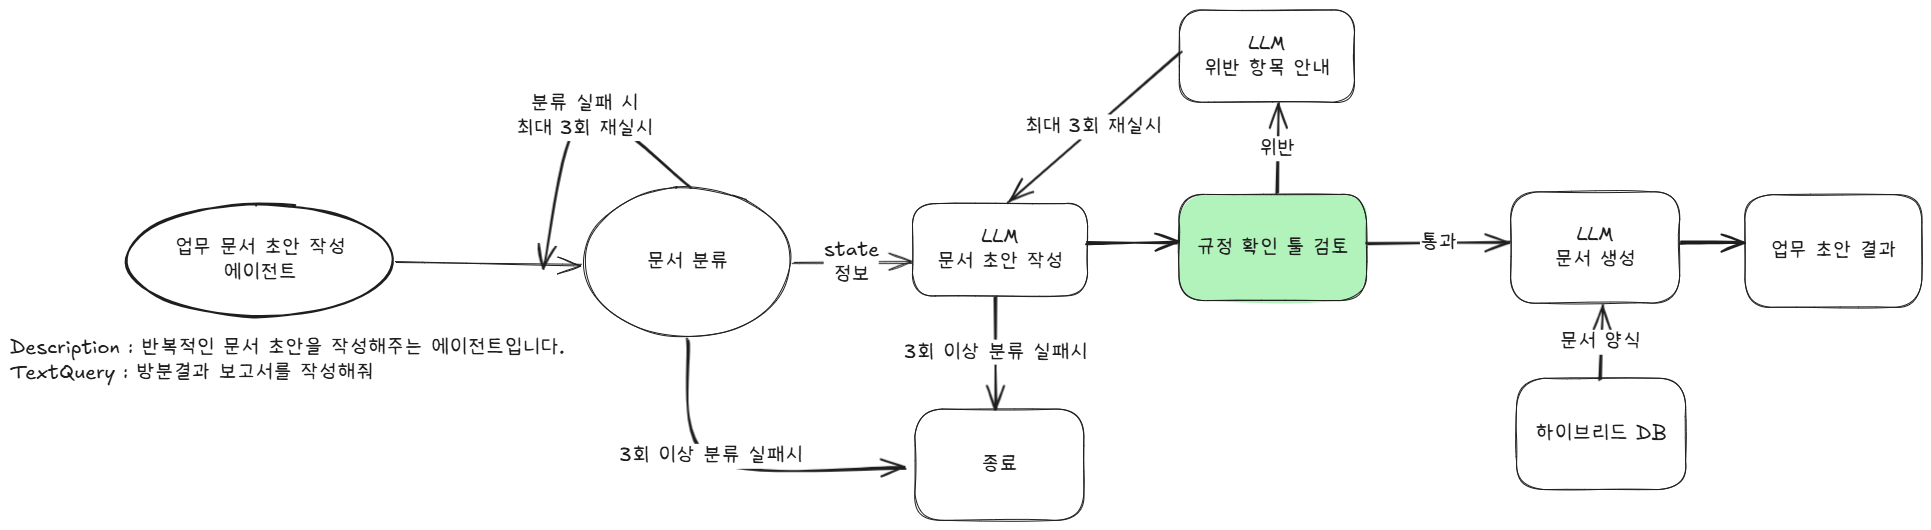 LLM
위반 항목 안내
분류 실패 시
최대 3회 재실시
최대 3회 재실시
위반
업무 문서 초안 작성
에이전트
문서 분류
state
정보
LLM
문서 초안 작성
규정 확인 툴 검토
통과
LLM
문서 생성
업무 초안 결과
Description : 반복적인 문서 초안을 작성해주는 에이전트입니다.
TextQuery : 방분결과 보고서를 작성해줘
3회 이상 분류 실패시
문서 양식
3회 이상 분류 실패시
종료
하이브리드 DB